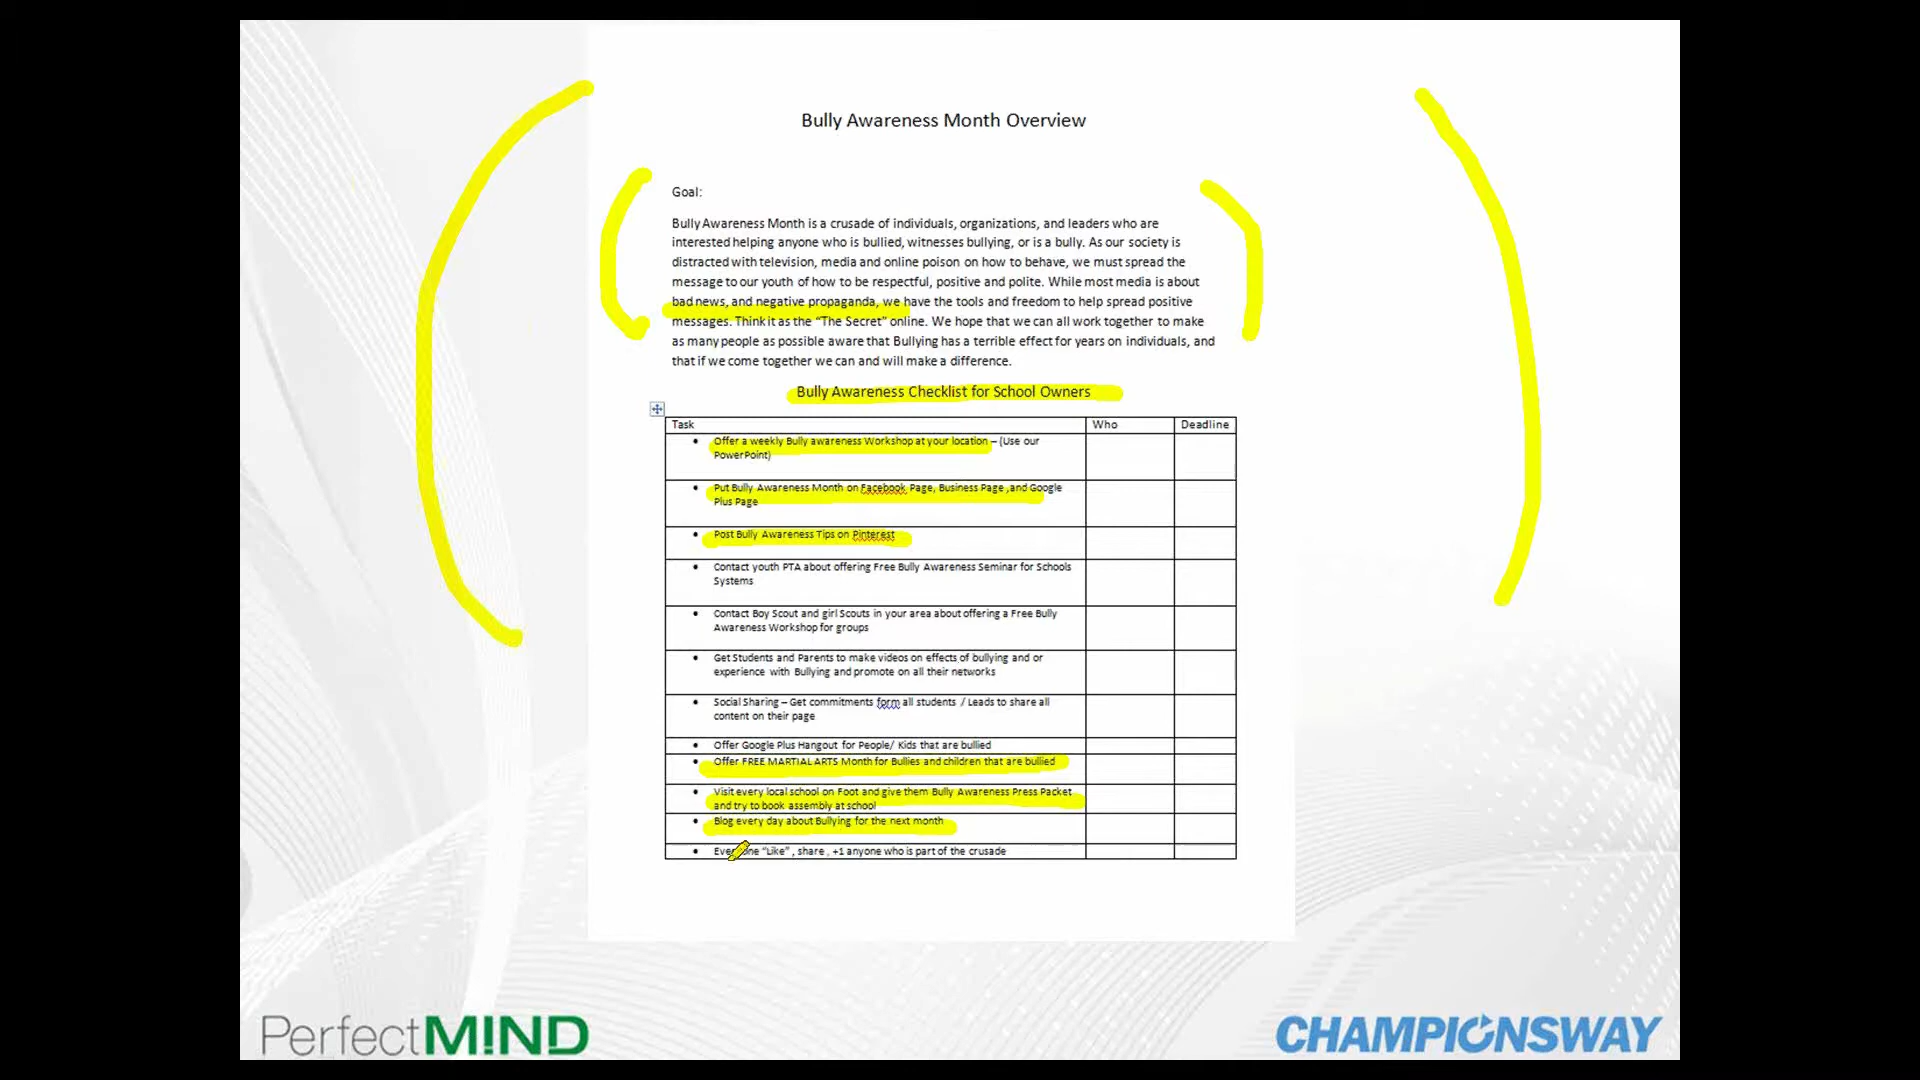 Bully Awareness Month Overview
Goal:
Bully Awareness Month is a crusade of individuals, organizations, and leaders who are
interested helping anyone who is bullied, witnesses bullying, or is a bully. As our society is
distracted with television, media and online poison on how to behave, we must spread the
message to our youth of how to be respectful, positive and polite. While most media is about
bad news, and negative propaganda, we have the tools and freedom to help spread positive
messages. Think it as the “The Secret” online. We hope that we can all work together to make
as many people as possible aware that Bullying has a terrible effect for years on individuals, and
that if we come together we can and will make a difference.
Bully Awareness Checklist for School Owners
Task Who Deadline
• Offer a weekly Bully awareness Workshop at your location – (Use our
PowerPoint)
• Put Bully Awareness Month on Facebook Page, Business Page ,and Google
Plus Page
• Post Bully Awareness Tips on Pinterest
• Contact youth PTA about offering Free Bully Awareness Seminar for Schools
Systems
• Contact Boy Scout and girl Scouts in your area about offering a Free Bully
Awareness Workshop for groups
• Get Students and Parents to make videos on effects of bullying and or
experience with Bullying and promote on all their networks
• Social Sharing – Get commitments form all students / Leads to share all
content on their page
• Offer Google Plus Hangout for People/ Kids that are bullied
• Offer FREE MARTIAL ARTS Month for Bullies and children that are bullied
• Visit every local school on Foot and give them Bully Awareness Press Packet
and try to book assembly at school
• Blog every day about Bullying for the next month
• Everyone “Like” , share , +1 anyone who is part of the crusade
PerfectMIND CHAMPIONSWAY